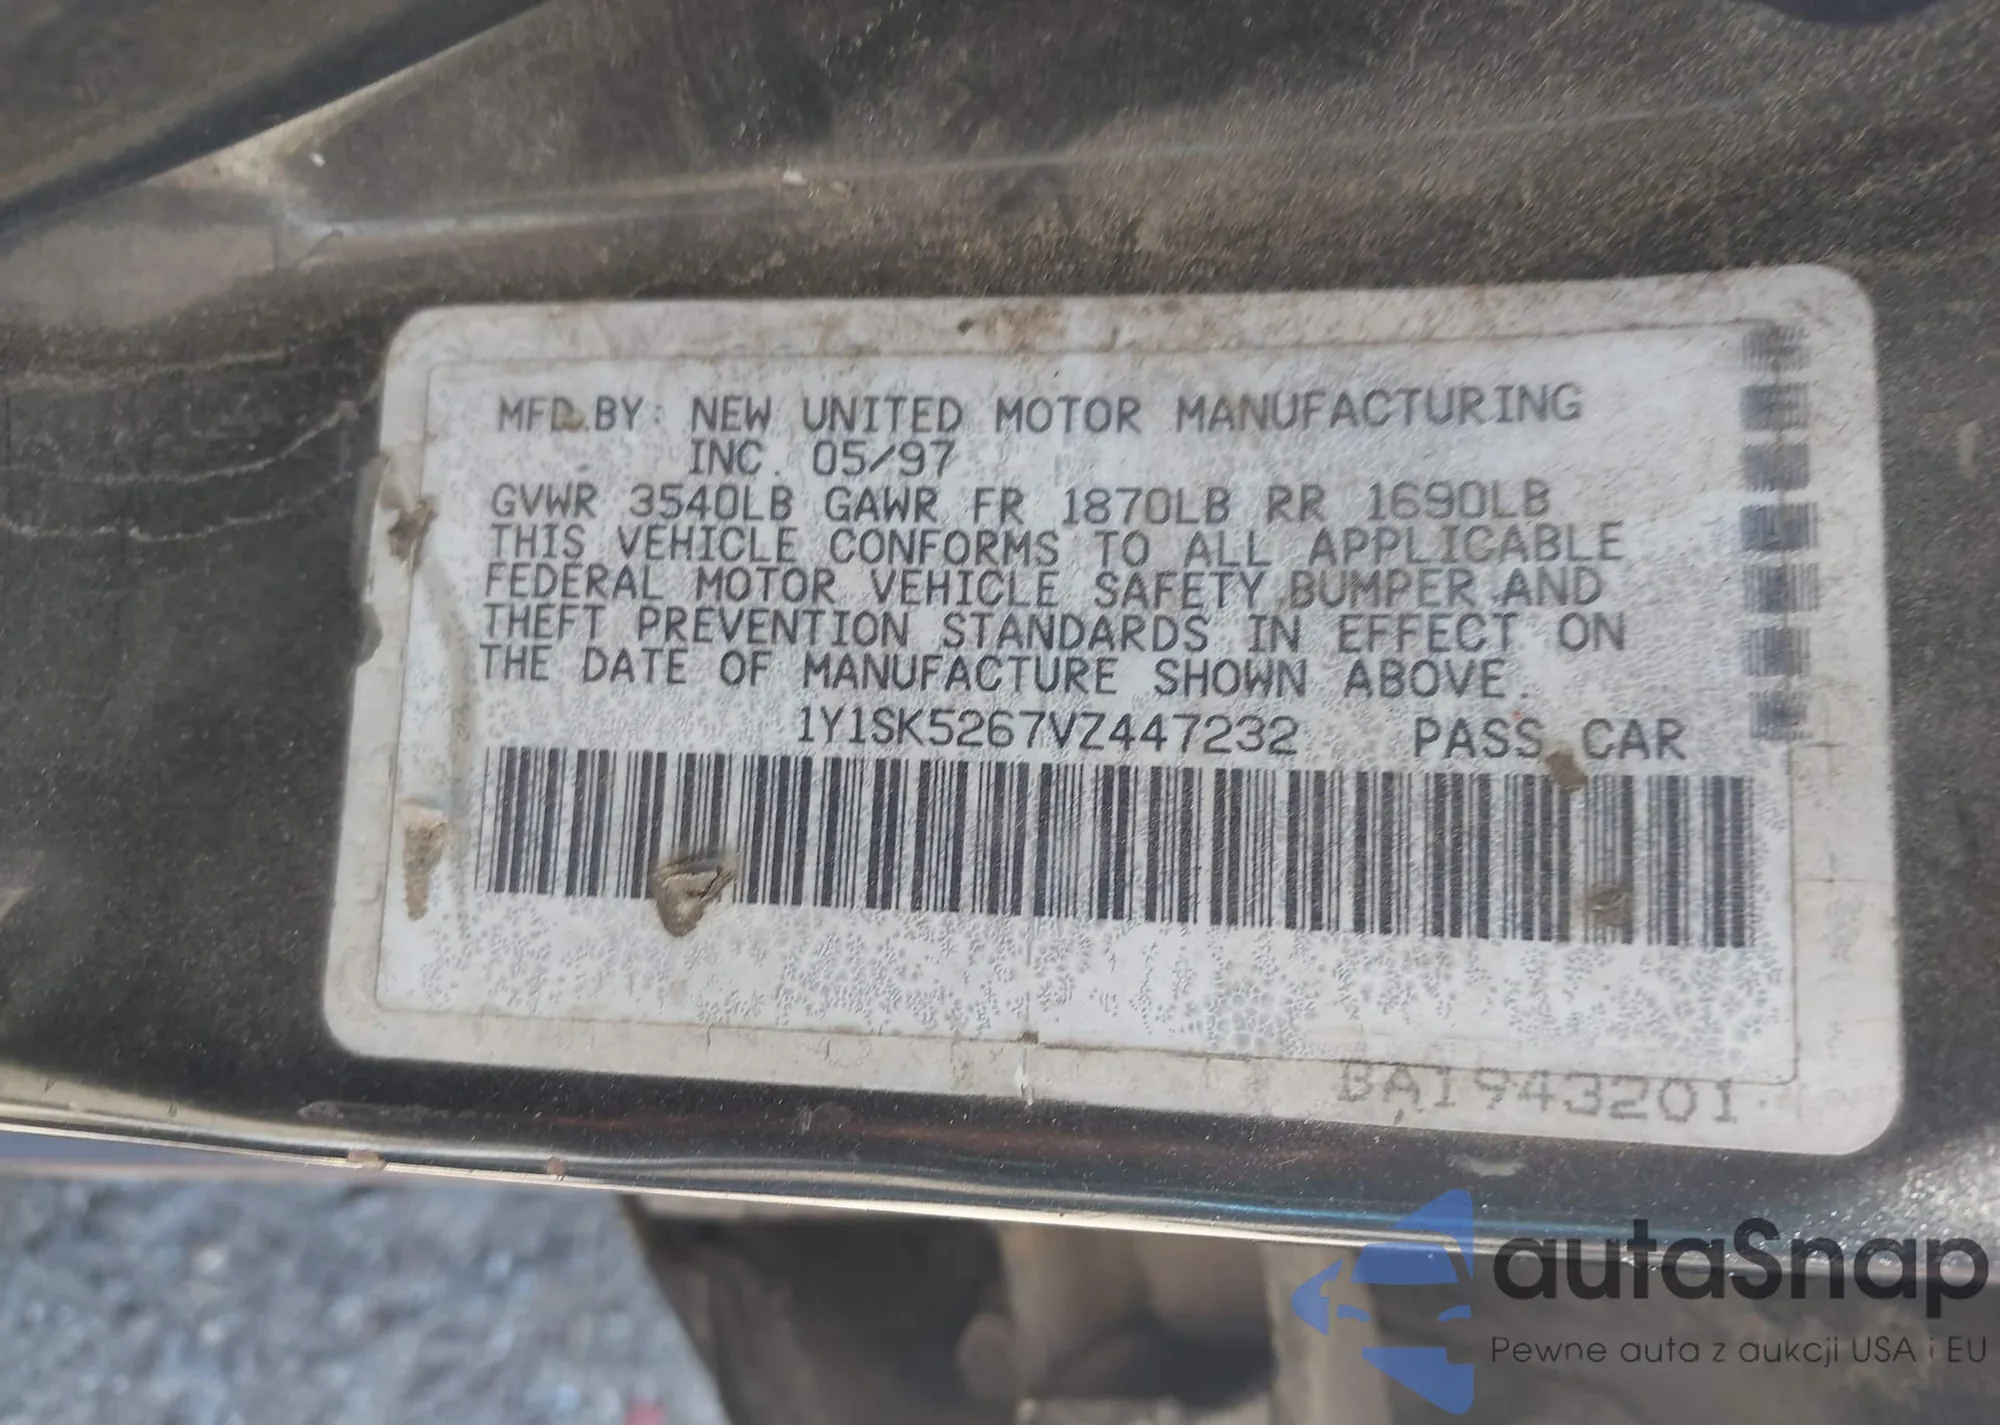 MFD.BY: NEW UNITED MOTOR MANUFACTURING
INC. 05/97
GVWR 3540LB GAWR FR 1870LB RR 1690LB
THIS VEHICLE CONFORMS TO ALL APPLICABLE
FEDERAL MOTOR VEHICLE SAFETY BUMPER AND
THEFT PREVENTION STANDARDS IN EFFECT ON
THE DATE OF MANUFACTURE SHOWN ABOVE.
1Y1SK5267VZ447232 PASS CAR
BA1943201
autaSnap
Pewne auta z aukcji USA i EU